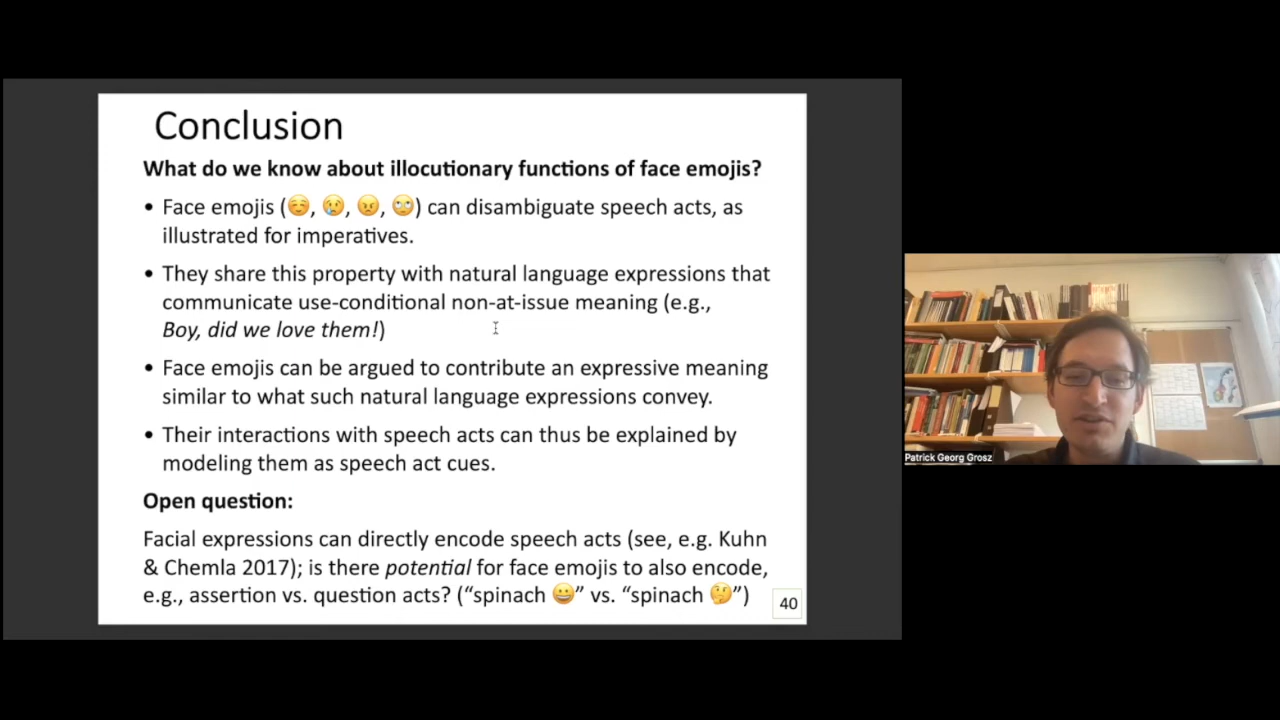 Conclusion
What do we know about illocutionary functions of face emojis?
• Face emojis (☺️, 😢, 😠, 🙄) can disambiguate speech acts, as
illustrated for imperatives.
• They share this property with natural language expressions that
communicate use-conditional non-at-issue meaning (e.g.,
Boy, did we love them!)
• Face emojis can be argued to contribute an expressive meaning
similar to what such natural language expressions convey.
• Their interactions with speech acts can thus be explained by
modeling them as speech act cues.
Open question:
Facial expressions can directly encode speech acts (see, e.g. Kuhn
& Chemla 2017); is there potential for face emojis to also encode,
e.g., assertion vs. question acts? (“spinach 😀” vs. “spinach 🤔”)
40
Patrick Georg Grosz